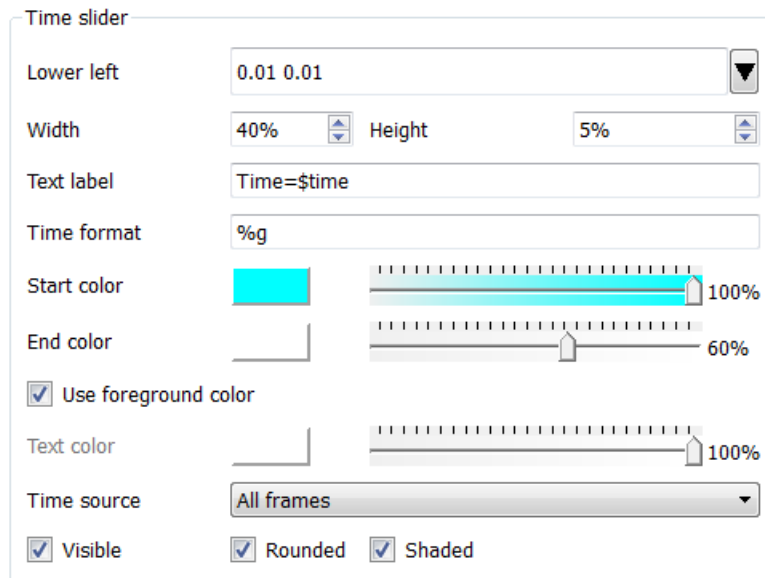 Time slider
Lower left 0.01 0.01
Width 40% Height 5%
Text label Time=$time
Time format %g
Start color 100%
End color 60%
Use foreground color
Text color 100%
Time source All frames
Visible Rounded Shaded